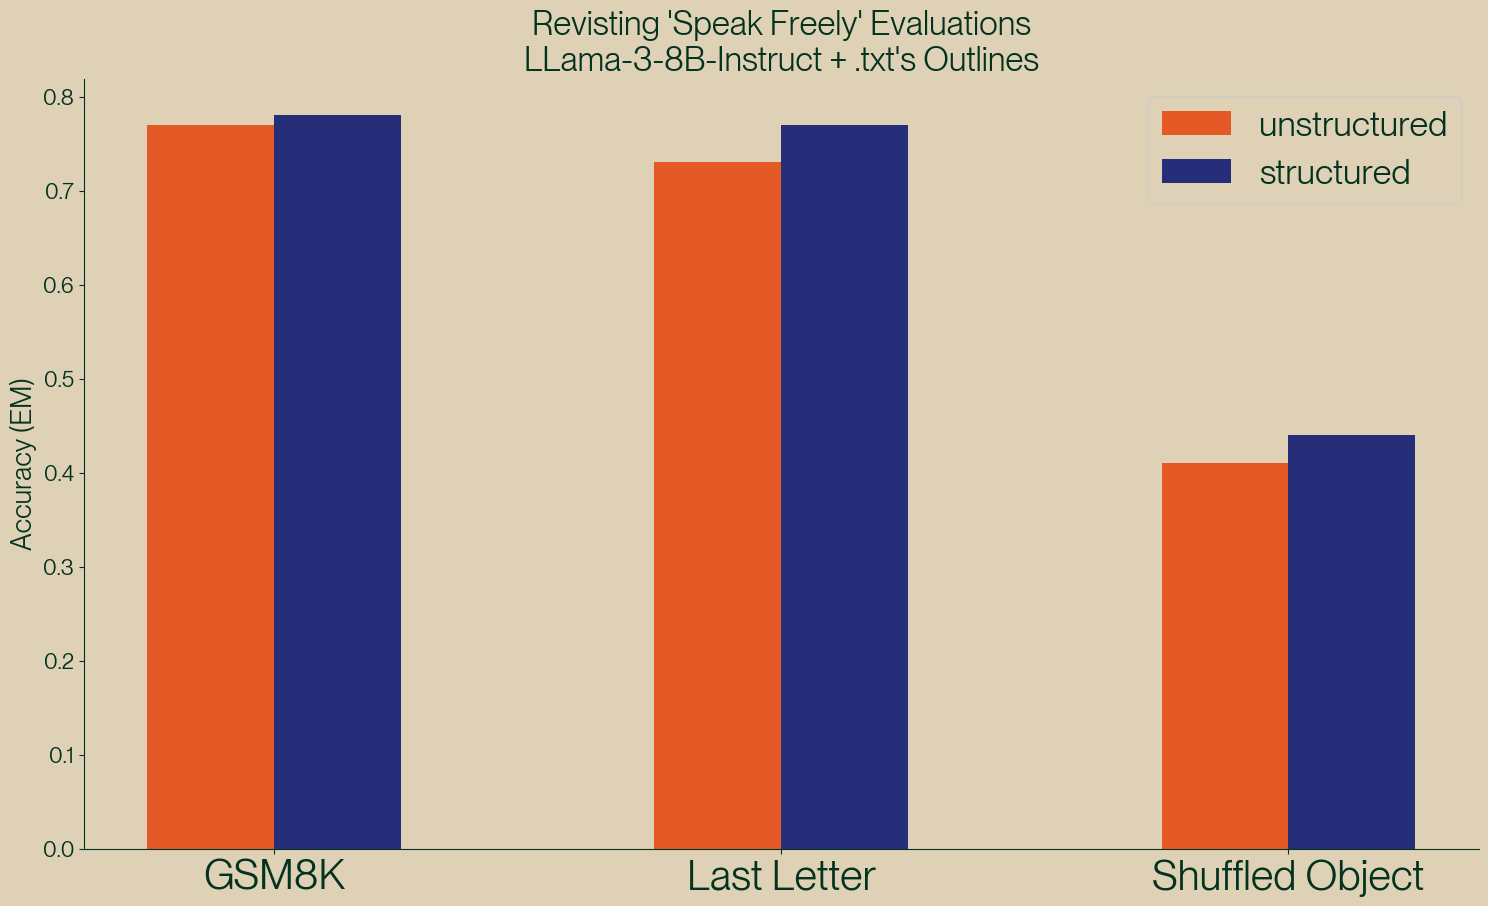 Revisting 'Speak Freely' Evaluations
LLama-3-8B-Instruct + .txt's Outlines
unstructured
structured
Accuracy (EM)
0.8
0.7
0.6
0.5
0.4
0.3
0.2
0.1
0.0
GSM8K
Last Letter
Shuffled Object